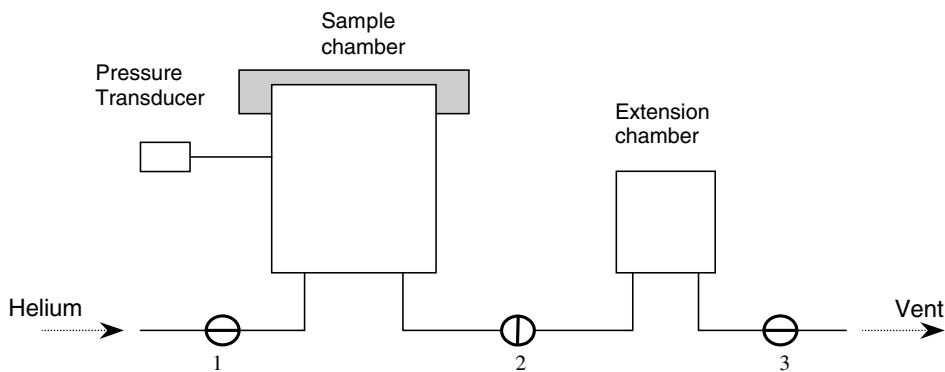 Sample
chamber
Pressure
Transducer
Extension
chamber
Helium
Vent
1
2
3